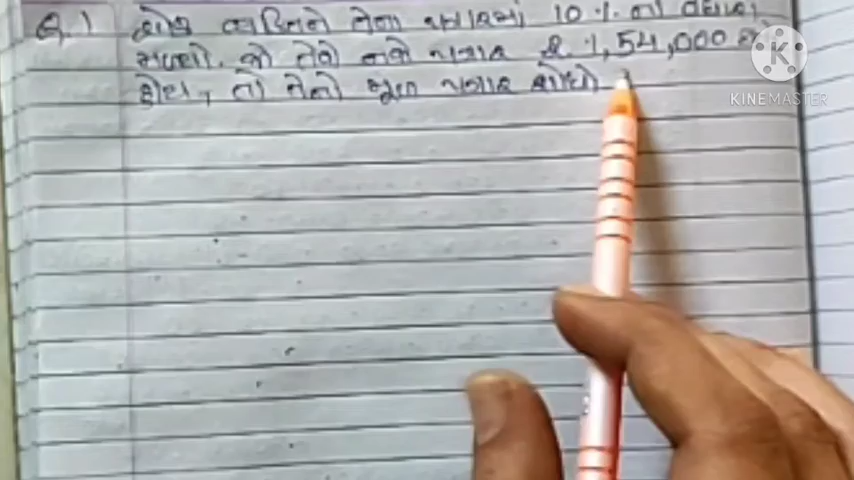 Q.1 કોઇ વ્યક્તિને તેના પગારમાં 10 %. નો વધારો
મળ્યો. જો તેનો નવો પગાર રૂ 1,54,000
હોય, તો તેનો મૂળ પગાર શોધો
K
KINEMASTER